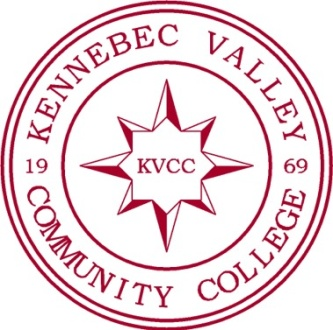 KENNEBEC VALLEY
19 69
KVCC
COMMUNITY COLLEGE